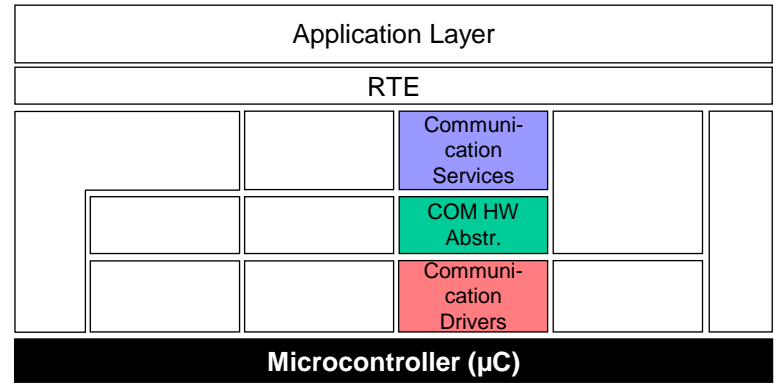 Application Layer
RTE
Communi-
cation
Services
COM HW
Abstr.
Communi-
cation
Drivers
Microcontroller (µC)